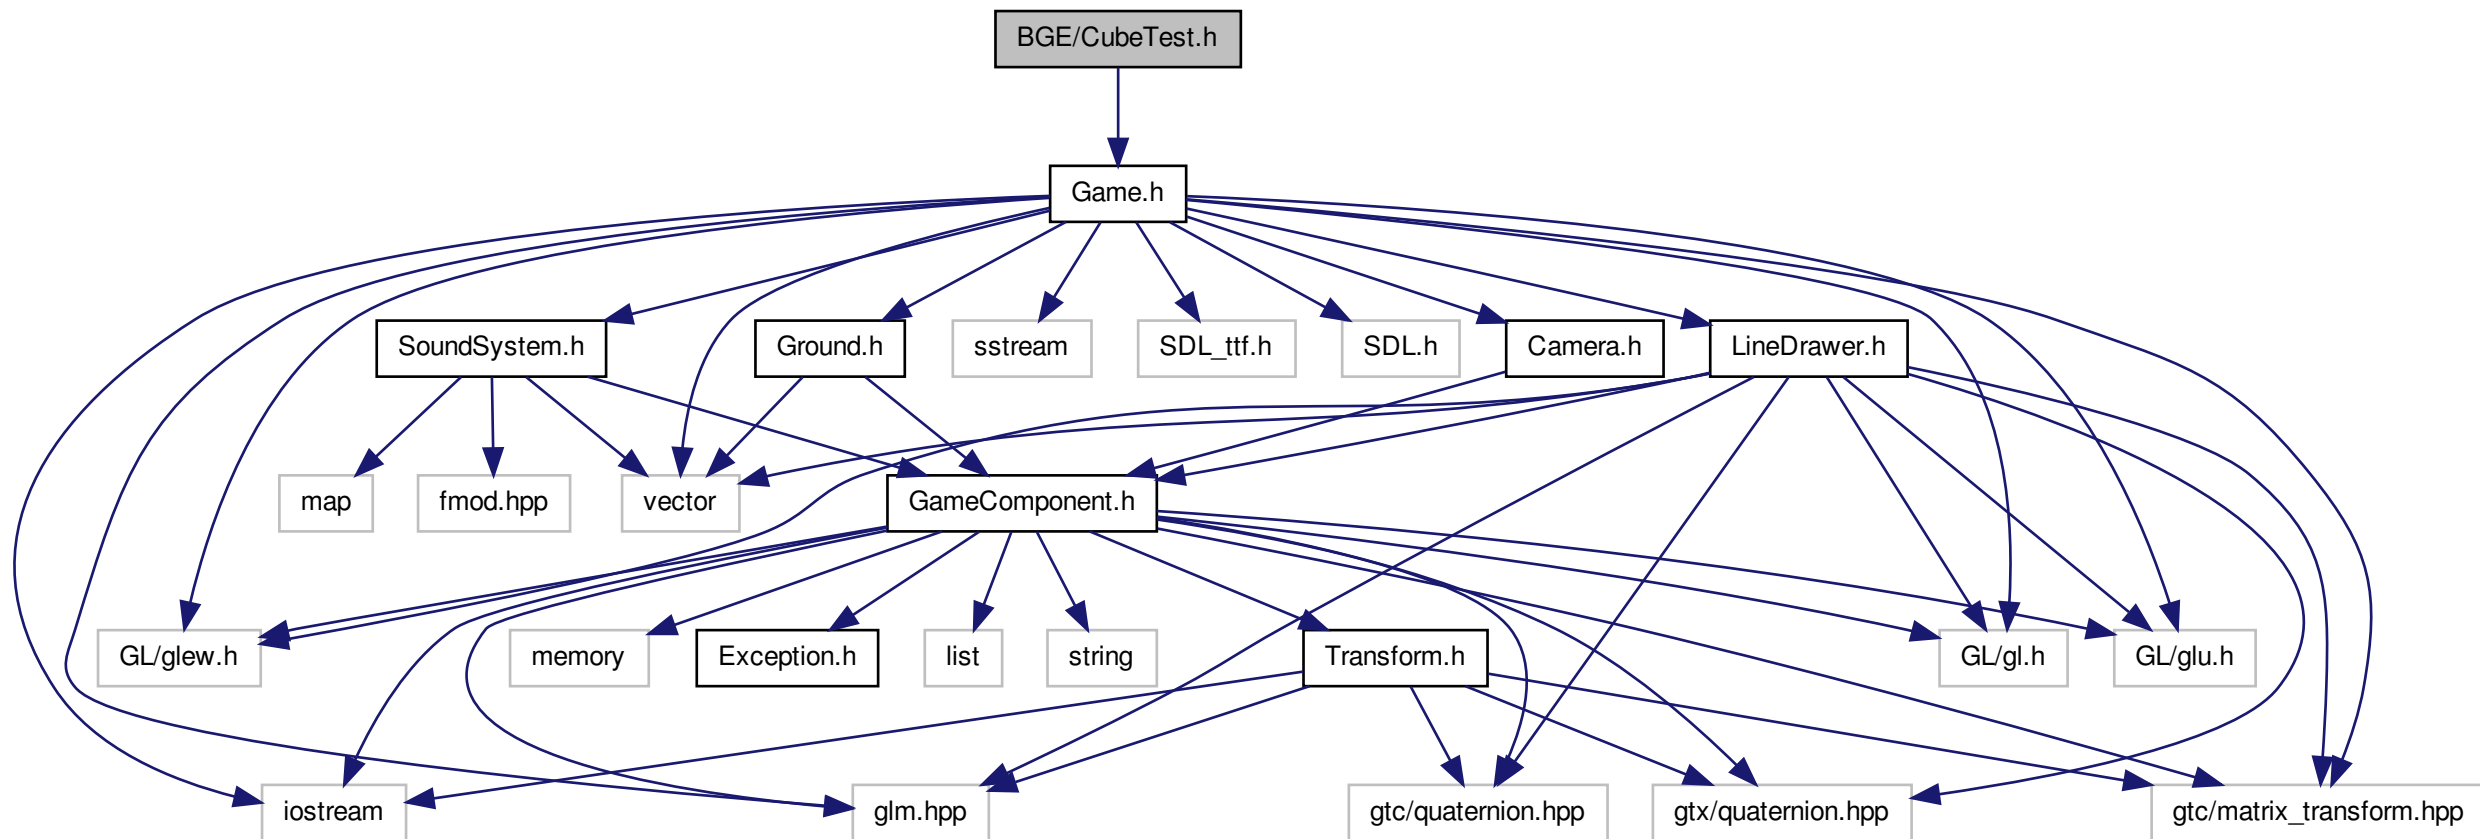 BGE/CubeTest.h
Game.h
SoundSystem.h
Ground.h
sstream
SDL_ttf.h
SDL.h
Camera.h
LineDrawer.h
map
fmod.hpp
vector
GameComponent.h
GL/glew.h
memory
Exception.h
list
string
Transform.h
GL/gl.h
GL/glu.h
iostream
glm.hpp
gtc/quaternion.hpp
gtx/quaternion.hpp
gtc/matrix_transform.hpp